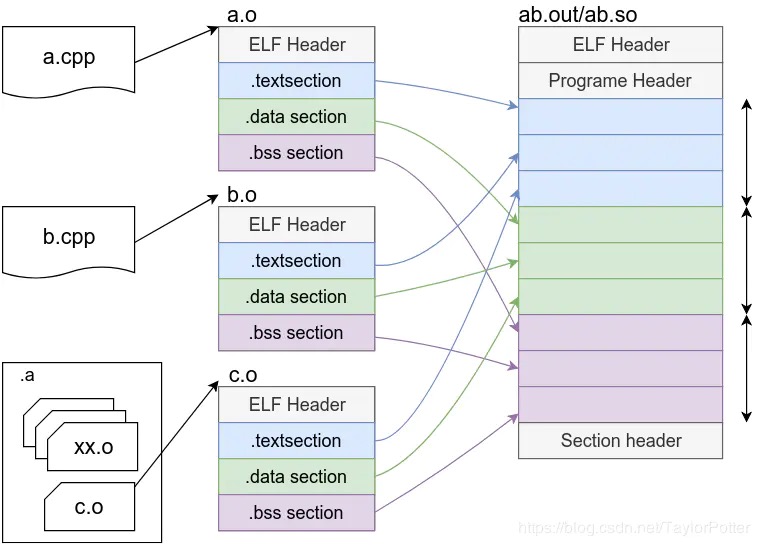 a.cpp
a.o
ELF Header
.textsection
.data section
.bss section
b.cpp
b.o
ELF Header
.textsection
.data section
.bss section
.a
xx.o
c.o
c.o
ELF Header
.textsection
.data section
.bss section
ab.out/ab.so
ELF Header
Programe Header
Section header
https://blog.csdn.net/TaylorPotter